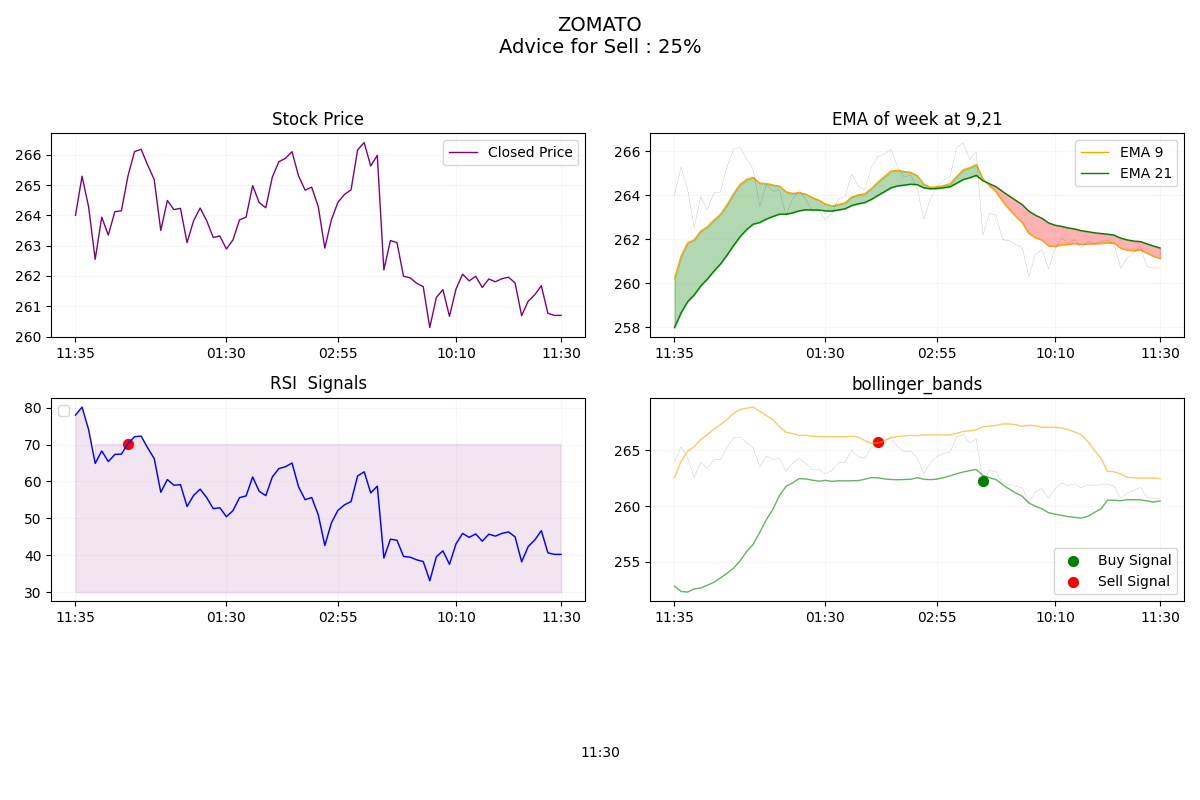 ZOMATO
Advice for Sell : 25%
Stock Price
Closed Price
266
265
264
263
262
261
260
11:35 01:30 02:55 10:10 11:30
EMA of week at 9,21
EMA 9
EMA 21
266
264
262
260
258
11:35 01:30 02:55 10:10 11:30
RSI  Signals
80
70
60
50
40
30
11:35 01:30 02:55 10:10 11:30
bollinger_bands
265
260
255
Buy Signal
Sell Signal
11:35 01:30 02:55 10:10 11:30
11:30